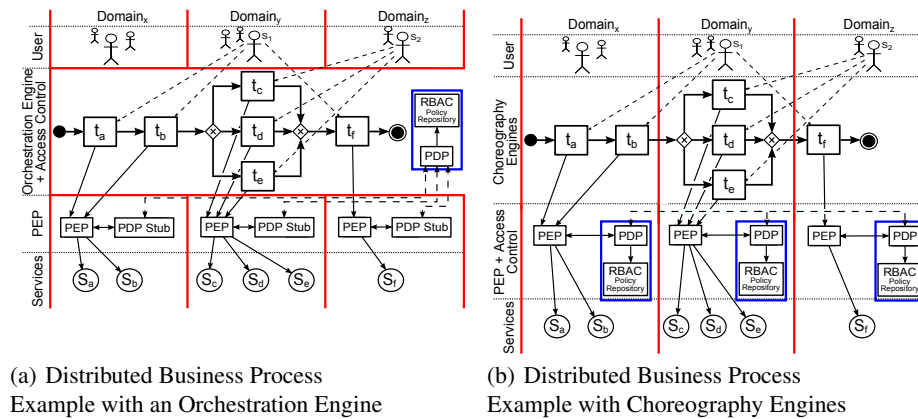 Domainx Domainy Domainz
User
S1
S2
Orchestration Engine
+ Access Control
ta
tb
tc
td
te
tf
RBAC
Policy
Repository
PDP
PEP
PEP PDP Stub PEP PDP Stub PEP PDP Stub
Services
Sa Sb Sc Sd Se Sf
(a) Distributed Business Process
Example with an Orchestration Engine
Domainx Domainy Domainz
User
S1
S2
Choreography
Engines
ta
tb
tc
td
te
tf
PEP + Access
Control
PEP PDP PEP PDP PEP PDP
RBAC RBAC RBAC
Policy Policy Policy
Repository Repository Repository
Services
Sa Sb Sc Sd Se Sf
(b) Distributed Business Process
Example with Choreography Engines